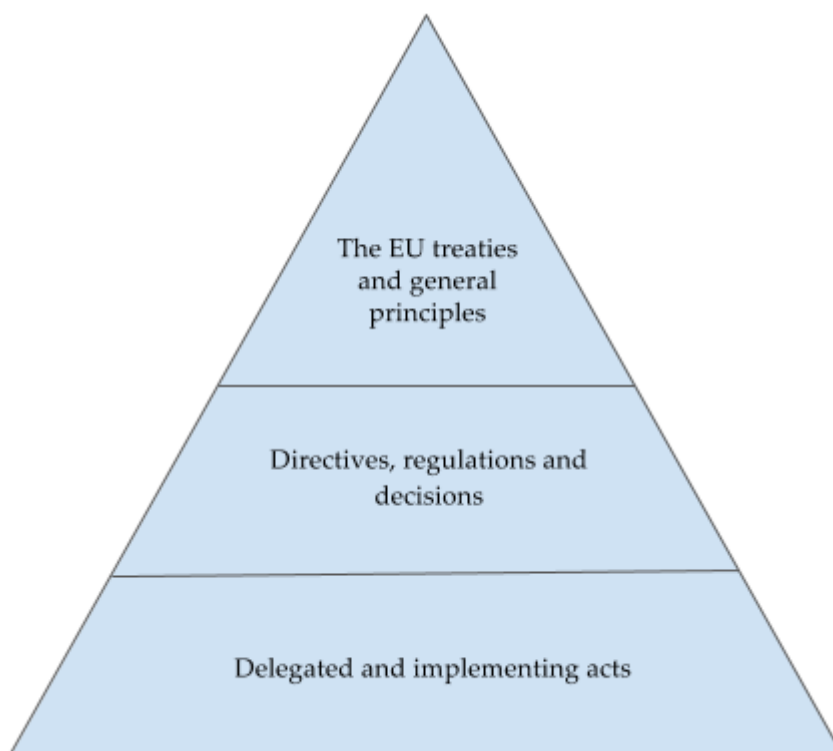 The EU treaties
and general
principles
Directives, regulations and
decisions
Delegated and implementing acts